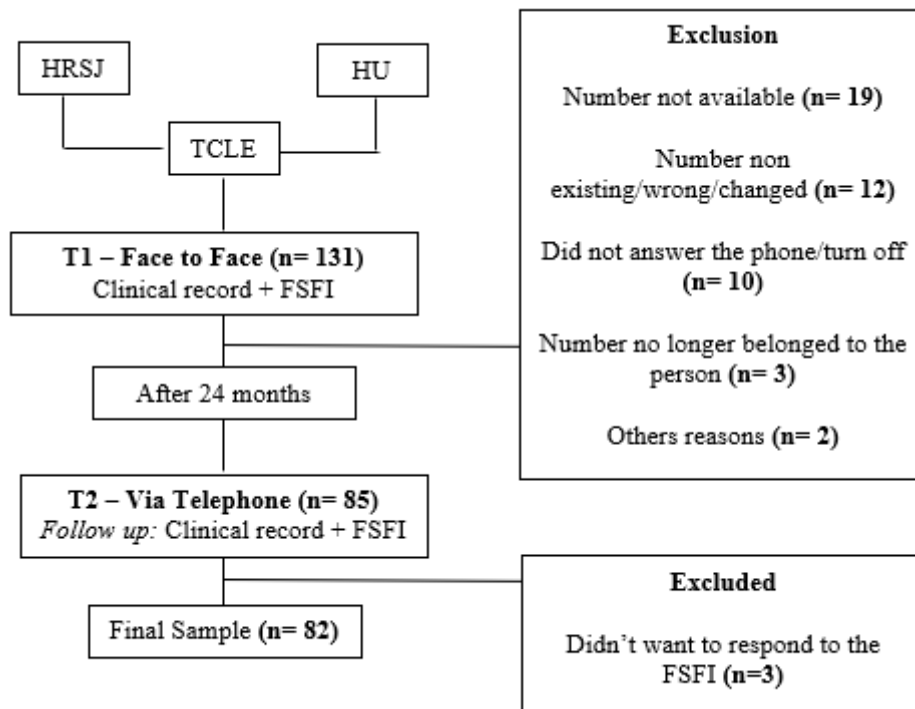 HRSJ
HU
TCLE
T1 – Face to Face (n= 131)
Clinical record + FSFI
After 24 months
T2 – Via Telephone (n= 85)
Follow up: Clinical record + FSFI
Final Sample (n= 82)
Exclusion
Number not available (n= 19)
Number non
existing/wrong/changed (n= 12)
Did not answer the phone/turn off
(n= 10)
Number no longer belonged to the
person (n= 3)
Others reasons (n= 2)
Excluded
Didn’t want to respond to the
FSFI (n=3)